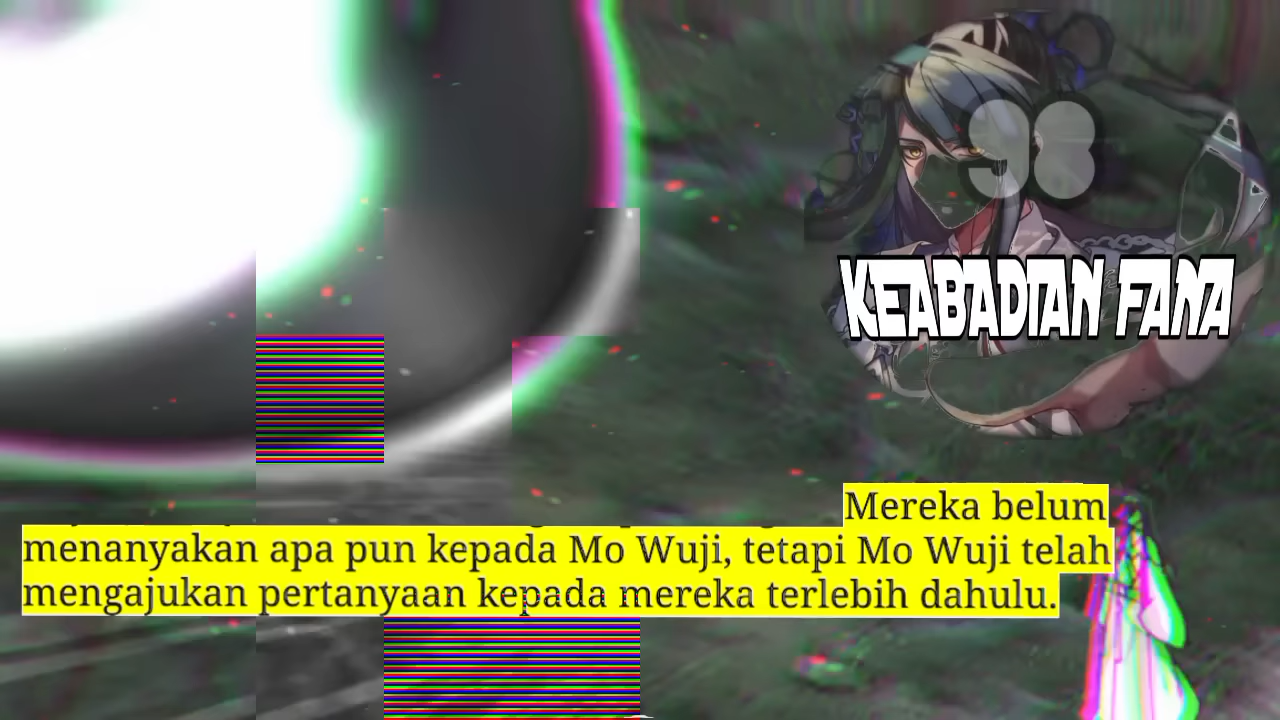 98
KEABADIAN FANA
Mereka belum
menanyakan apa pun kepada Mo Wuji, tetapi Mo Wuji telah
mengajukan pertanyaan kepada mereka terlebih dahulu.